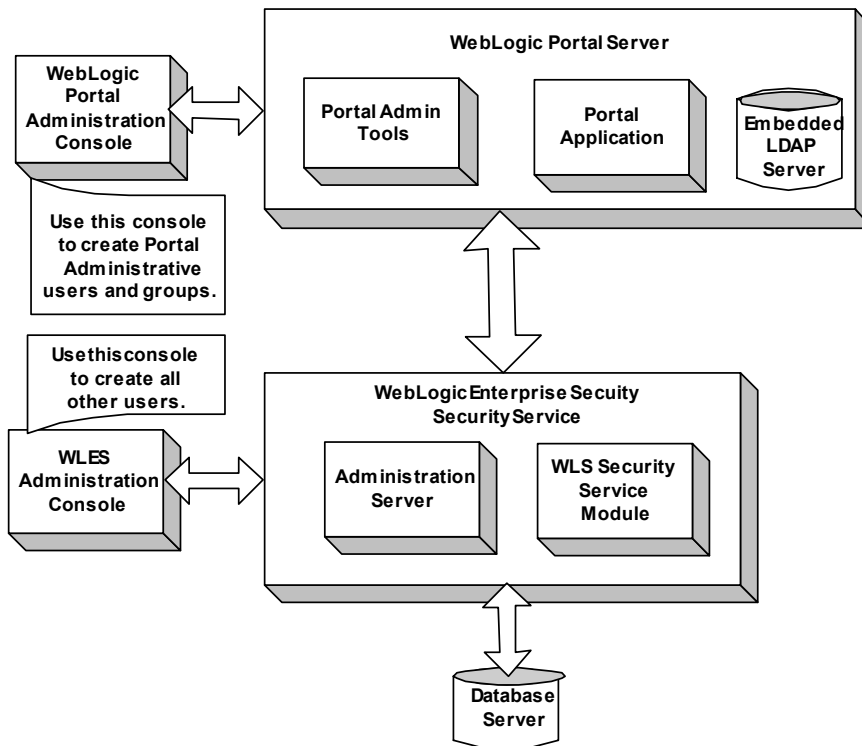 WebLogic Portal Server
WebLogic
Portal
Administration
Console
Portal Admin
Tools
Portal
Application
Embedded
LDAP
Server
Use this console
to create Portal
Administrative
users and groups.
Usethisconsole
to create all
other users.
WebLogicEnterprise Secuity
SecurityService
WLES
Administration
Console
Administration
Server
WLS Security
Service
Module
Database
Server